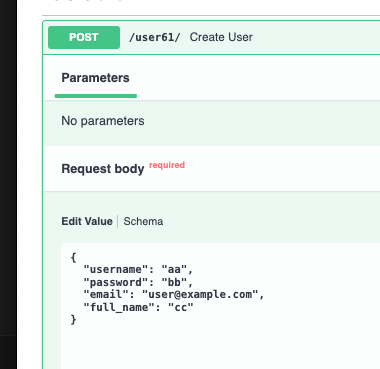 POST /user61/ Create User
Parameters
No parameters
Request body required
Edit Value Schema
{
  "username": "aa",
  "password": "bb",
  "email": "user@example.com",
  "full_name": "cc"
}